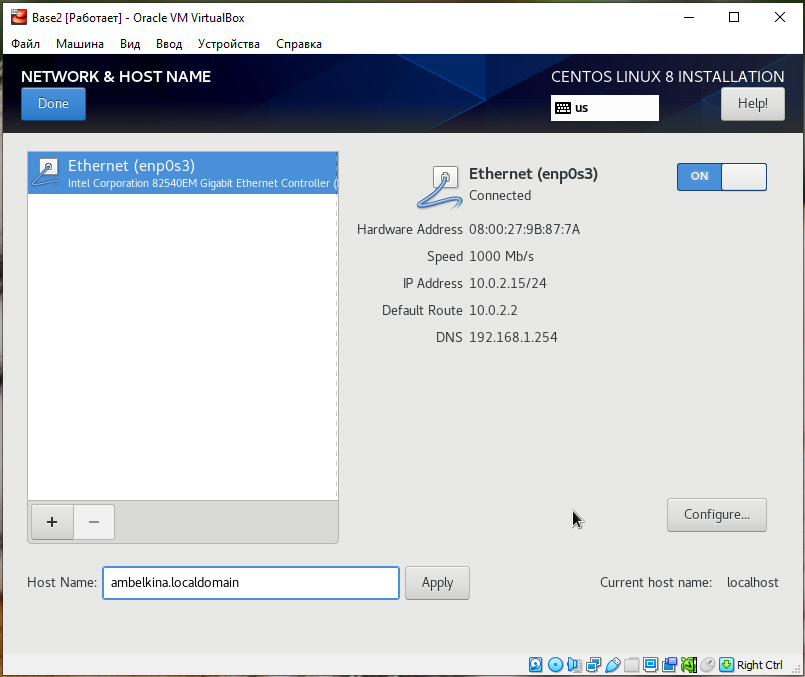 Base2 [Работает] - Oracle VM VirtualBox
Файл Машина Вид Ввод Устройства Справка
NETWORK & HOST NAME
CENTOS LINUX 8 INSTALLATION
Done
us
Help!
Ethernet (enp0s3)
Intel Corporation 82540EM Gigabit Ethernet Controller (
Ethernet (enp0s3)
Connected
ON
Hardware Address 08:00:27:9B:87:7A
Speed 1000 Mb/s
IP Address 10.0.2.15/24
Default Route 10.0.2.2
DNS 192.168.1.254
+ −
Configure...
Host Name: ambelkina.localdomain Apply Current host name: localhost
Right Ctrl